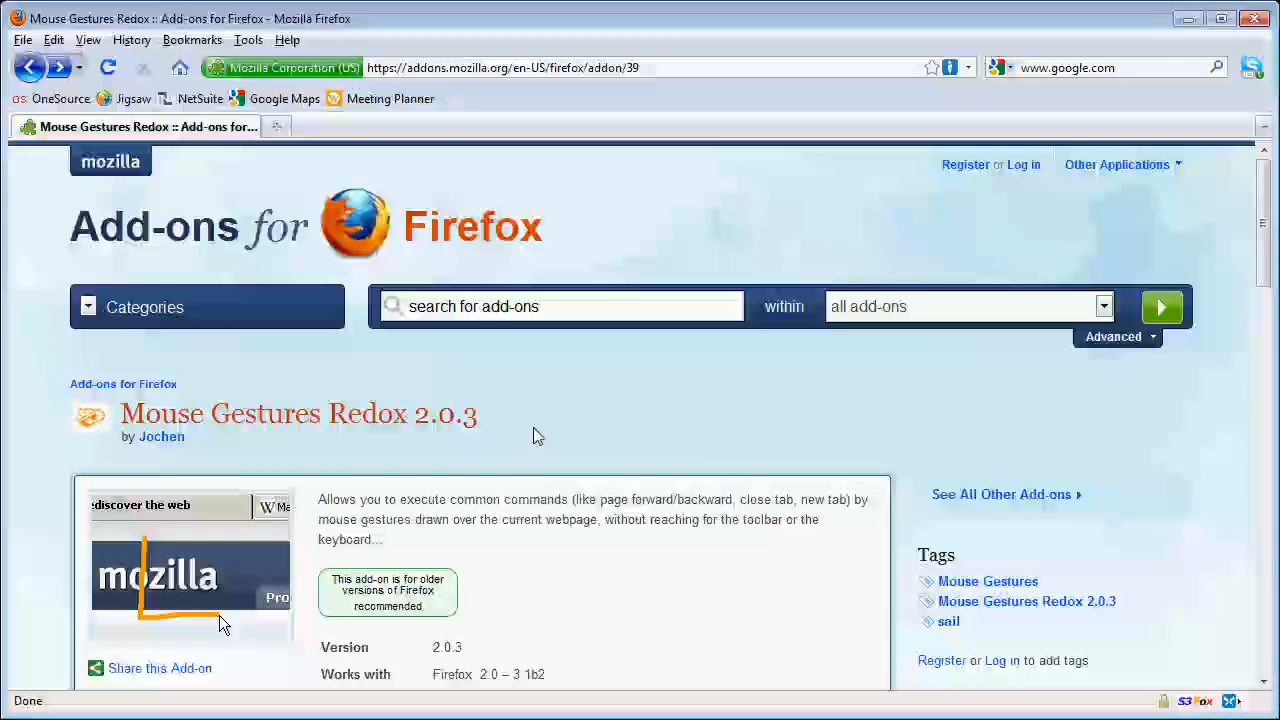 Mouse Gestures Redox :: Add-ons for Firefox - Mozilla Firefox
File Edit View History Bookmarks Tools Help
Mozilla Corporation (US) https://addons.mozilla.org/en-US/firefox/addon/39 www.google.com
OneSource Jigsaw NetSuite Google Maps Meeting Planner
Mouse Gestures Redox :: Add-ons for...
mozilla
Register or Log in Other Applications
Add-ons for Firefox
Categories search for add-ons within all add-ons
Advanced
Add-ons for Firefox
Mouse Gestures Redox 2.0.3
by Jochen
discover the web
mozilla
Pro
Share this Add-on
Allows you to execute common commands (like page forward/backward, close tab, new tab) by
mouse gestures drawn over the current webpage, without reaching for the toolbar or the
keyboard...
This add-on is for older
versions of Firefox
recommended
Version 2.0.3
Works with Firefox 2.0 – 3 1b2
See All Other Add-ons
Tags
Mouse Gestures
Mouse Gestures Redox 2.0.3
sail
Register or Log in to add tags
Done S3Fox